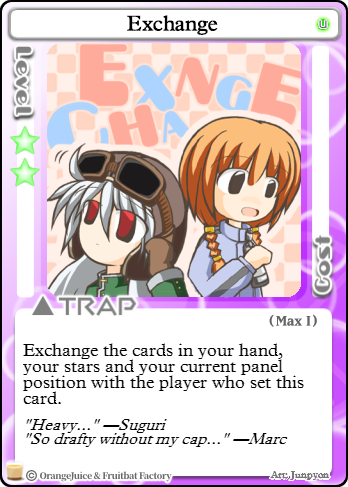 Exchange
U
Level
EXNGE
CHA
Cost
TRAP
(Max 1)
Exchange the cards in your hand,
your stars and your current panel
position with the player who set this
card.
"Heavy..." —Suguri
"So drafty without my cap..." —Marc
© OrangeJuice & Fruitbat Factory
Art: Junpyon